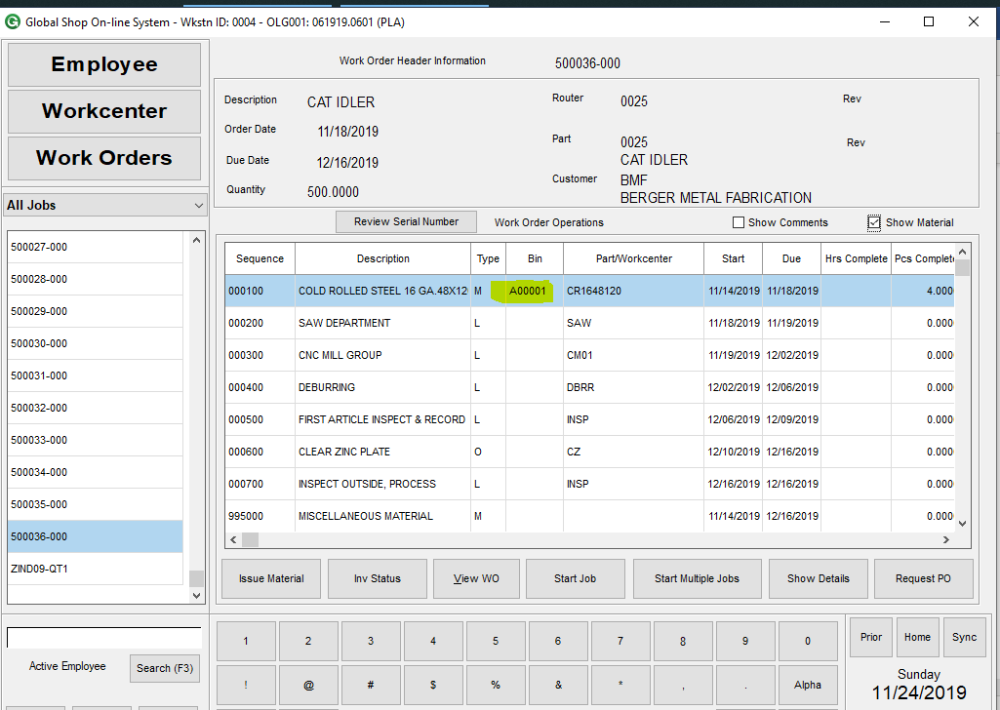 Global Shop On-line System - Wkstn ID: 0004 - OLG001: 061919.0601 (PLA)
Employee
Workcenter
Work Orders
All Jobs
500027-000
500028-000
500029-000
500030-000
500031-000
500032-000
500033-000
500034-000
500035-000
500036-000
ZIND09-QT1
Active Employee
Search (F3)
Work Order Header Information 500036-000
Description CAT IDLER Router 0025 Rev
Order Date 11/18/2019
Part 0025 Rev
CAT IDLER
Due Date 12/16/2019
Customer BMF
Quantity 500.0000
BERGER METAL FABRICATION
Review Serial Number Work Order Operations Show Comments Show Material
Sequence Description Type Bin Part/Workcenter Start Due Hrs Complete Pcs Complete
000100 COLD ROLLED STEEL 16 GA.48X12 M A00001 CR1648120 11/14/2019 11/18/2019 4.000
000200 SAW DEPARTMENT L SAW 11/18/2019 11/19/2019 0.000
000300 CNC MILL GROUP L CM01 11/19/2019 12/02/2019 0.000
000400 DEBURRING L DBRR 12/02/2019 12/06/2019 0.000
000500 FIRST ARTICLE INSPECT & RECORD L INSP 12/06/2019 12/09/2019 0.000
000600 CLEAR ZINC PLATE O CZ 12/10/2019 12/16/2019 0.000
000700 INSPECT OUTSIDE, PROCESS L INSP 12/16/2019 12/16/2019 0.000
995000 MISCELLANEOUS MATERIAL M 11/14/2019 12/16/2019 0.000
Issue Material Inv Status View WO Start Job Start Multiple Jobs Show Details Request PO
1 2 3 4 5 6 7 8 9 0
! @ # $ % & * , . Alpha
Prior Home Sync
Sunday
11/24/2019